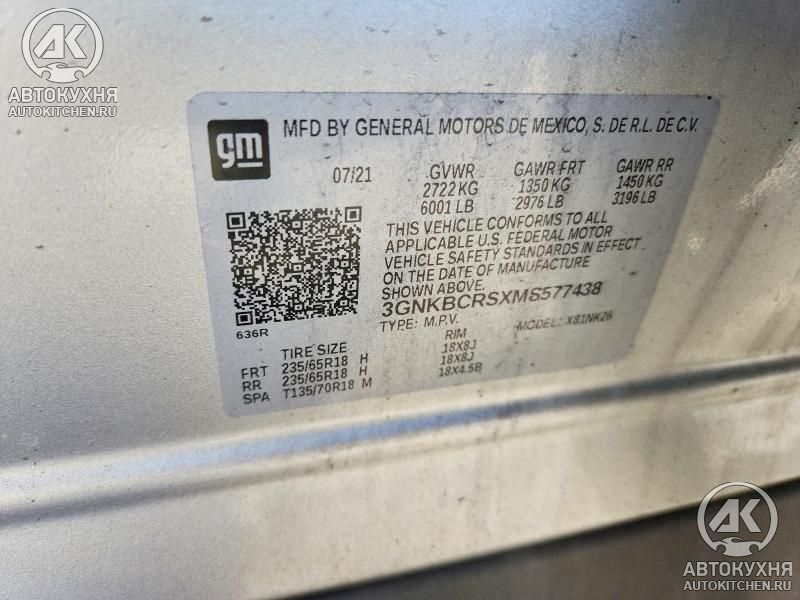 АВТОКУХНЯ
AUTOKITCHEN.RU
gm
MFD BY GENERAL MOTORS DE MEXICO, S. DE R.L. DE C.V.
07/21 GVWR GAWR FRT GAWR RR
2722 KG 1350 KG 1450 KG
6001 LB 2976 LB 3196 LB
THIS VEHICLE CONFORMS TO ALL
APPLICABLE U.S. FEDERAL MOTOR
VEHICLE SAFETY STANDARDS IN EFFECT
ON THE DATE OF MANUFACTURE
SHOWN ABOVE.
3GNKBCRSXMS577438
TYPE: M.P.V. MODEL: X81NK26
636R
TIRE SIZE RIM
FRT 235/65R18 H 18X8J
RR 235/65R18 H 18X8J
SPA T135/70R18 M 18X4.5B
АВТОКУХНЯ
AUTOKITCHEN.RU